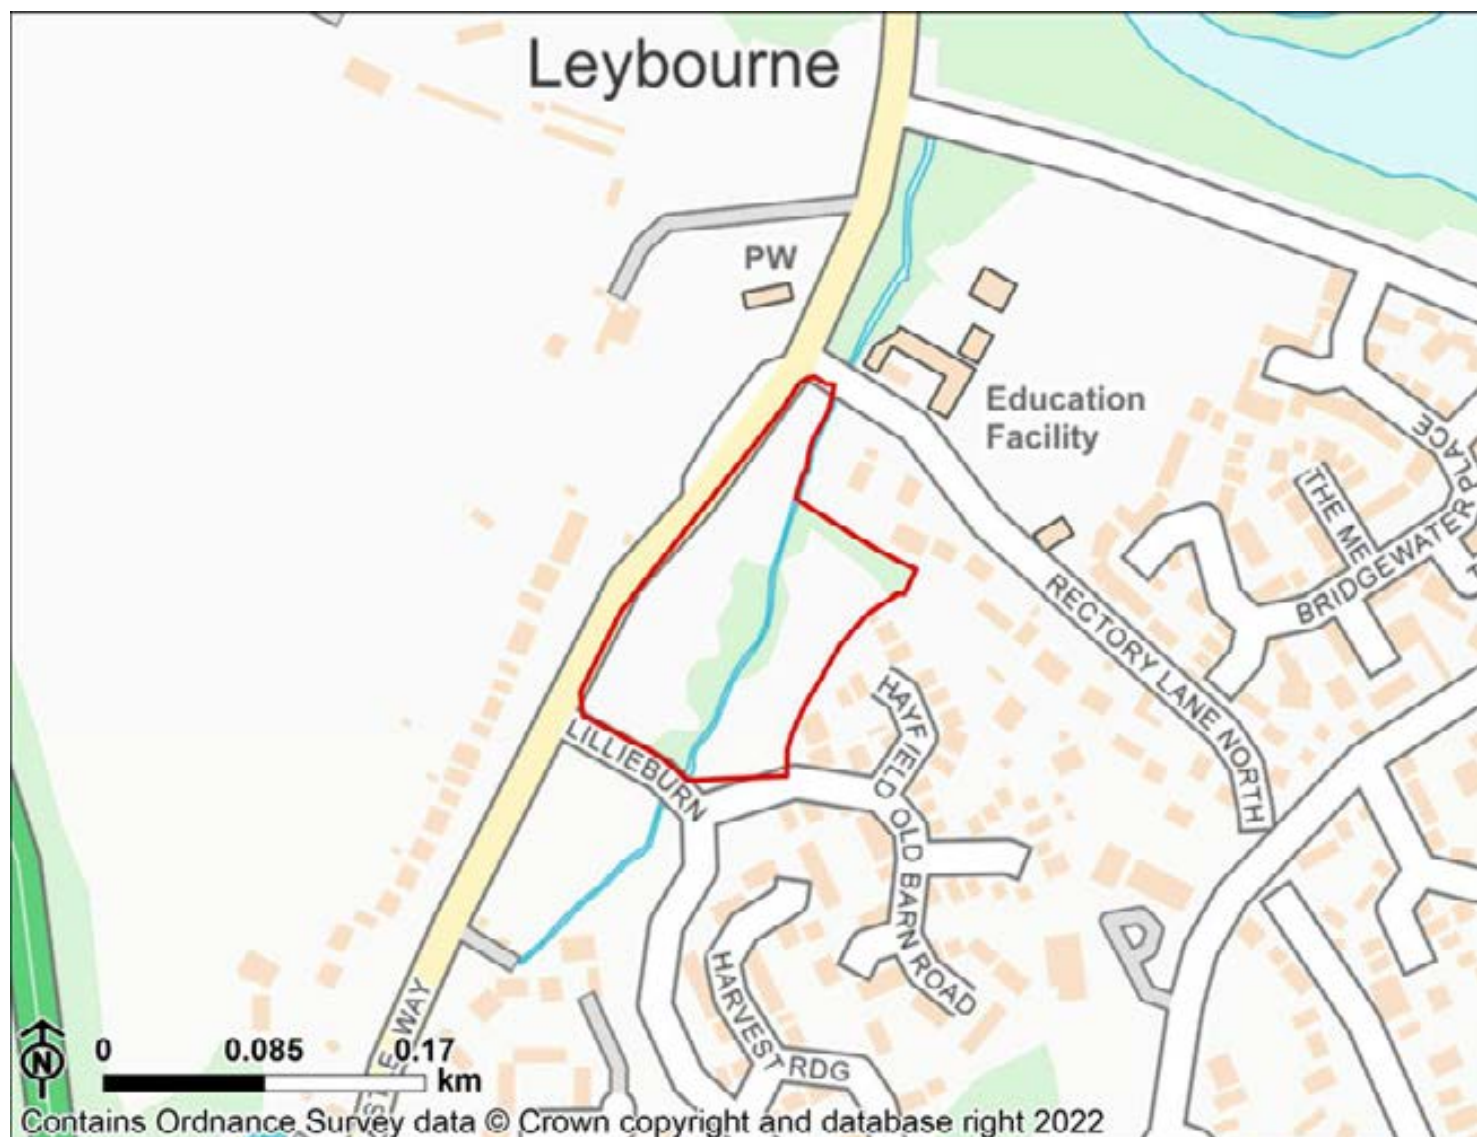 Leybourne
PW
Education
Facility
PLACE
THE ME
BRIDGEWATER
RECTORY LANE NORTH
HAYFIELD
LILLIEBURN
OLD BARN ROAD
HARVEST RDG
WAY
N
0 0.085 0.17
km
Contains Ordnance Survey data © Crown copyright and database right 2022